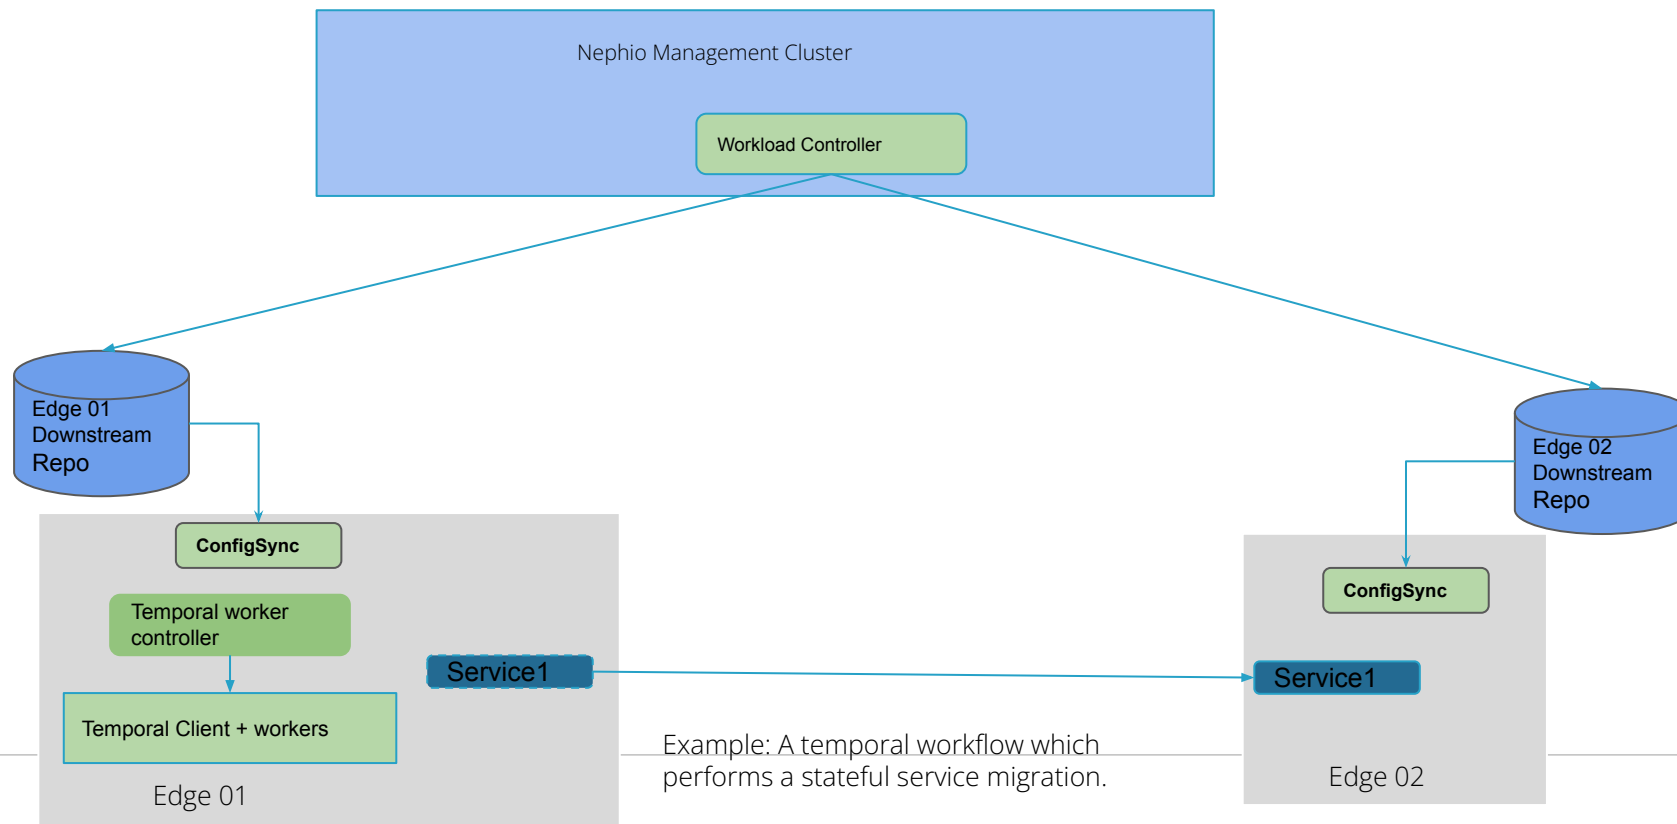 Nephio Management Cluster
Workload Controller
Edge 01
Downstream
Repo
Edge 02
Downstream
Repo
ConfigSync
Temporal worker
controller
Service1
Temporal Client + workers
Edge 01
Example: A temporal workflow which
performs a stateful service migration.
ConfigSync
Service1
Edge 02